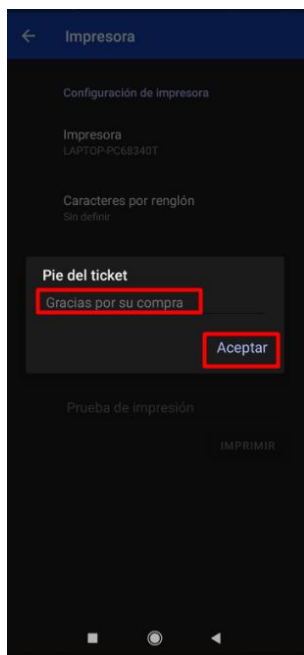 Impresora
Configuración de impresora
Impresora
LAPTOP-PC68340T
Caracteres por renglón
Sin definir
Pie del ticket
Gracias por su compra
Aceptar
Prueba de impresión
IMPRIMIR